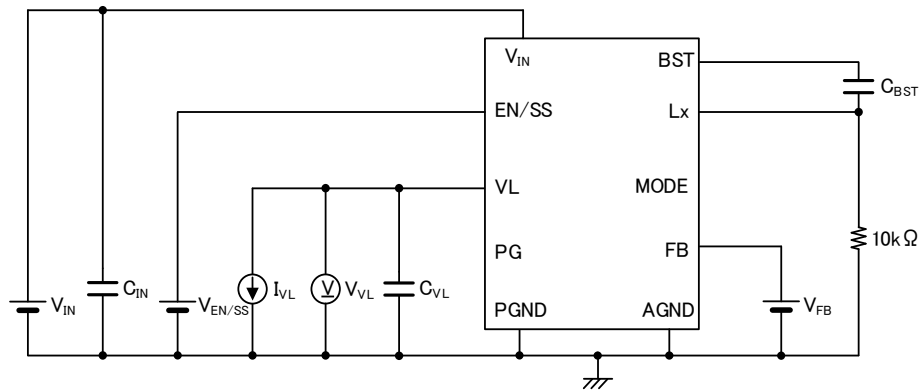 V_IN
BST
C_BST
EN/SS
Lx
VL
MODE
10kΩ
PG
FB
V_IN
C_IN
V_EN/SS
I_VL
V
V_VL
C_VL
PGND
AGND
V_FB